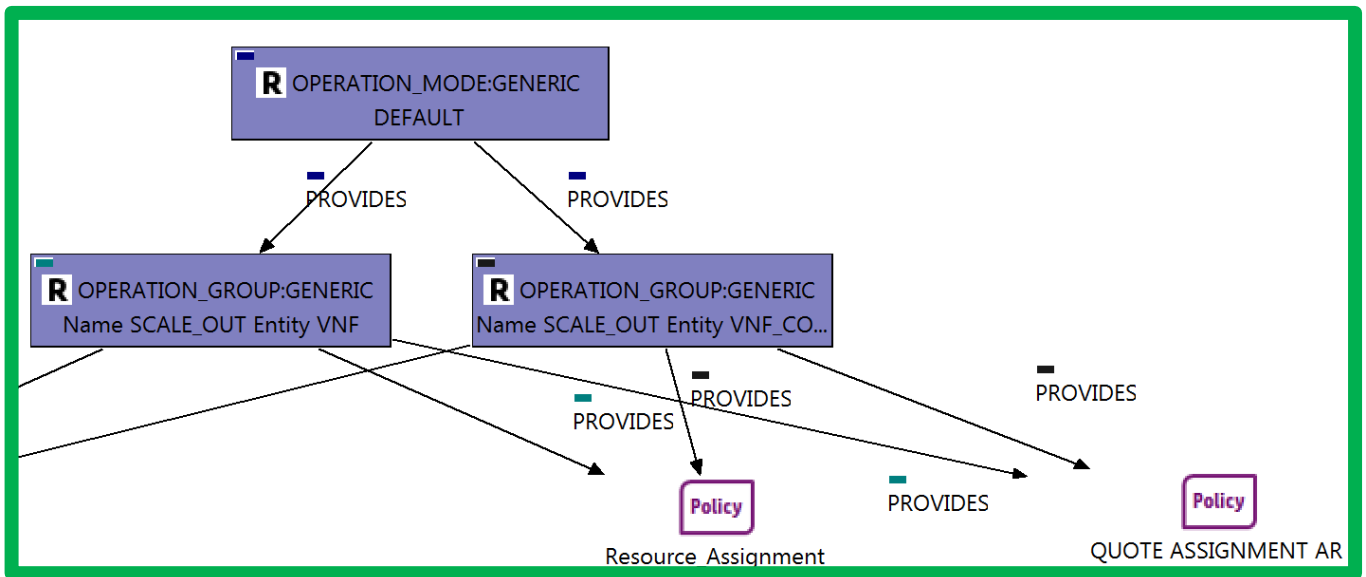 R OPERATION_MODE:GENERIC
DEFAULT
PROVIDES
PROVIDES
R OPERATION_GROUP:GENERIC
Name SCALE_OUT Entity VNF
R OPERATION_GROUP:GENERIC
Name SCALE_OUT Entity VNF_CO...
PROVIDES
PROVIDES
PROVIDES
PROVIDES
Policy
Resource_Assignment
Policy
QUOTE ASSIGNMENT AR